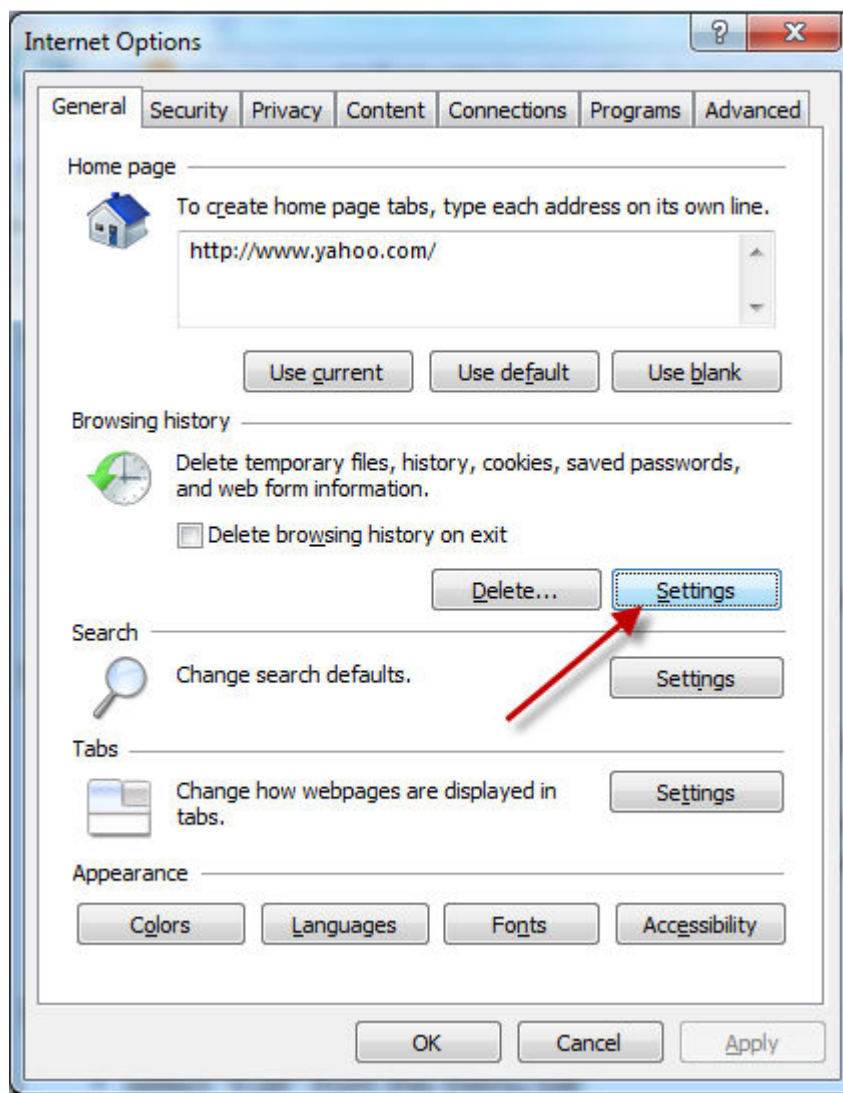 Internet Options
General Security Privacy Content Connections Programs Advanced
Home page
To create home page tabs, type each address on its own line.
http://www.yahoo.com/
Use current Use default Use blank
Browsing history
Delete temporary files, history, cookies, saved passwords,
and web form information.
Delete browsing history on exit
Delete... Settings
Search
Change search defaults.
Settings
Tabs
Change how webpages are displayed in
tabs.
Settings
Appearance
Colors Languages Fonts Accessibility
OK Cancel Apply